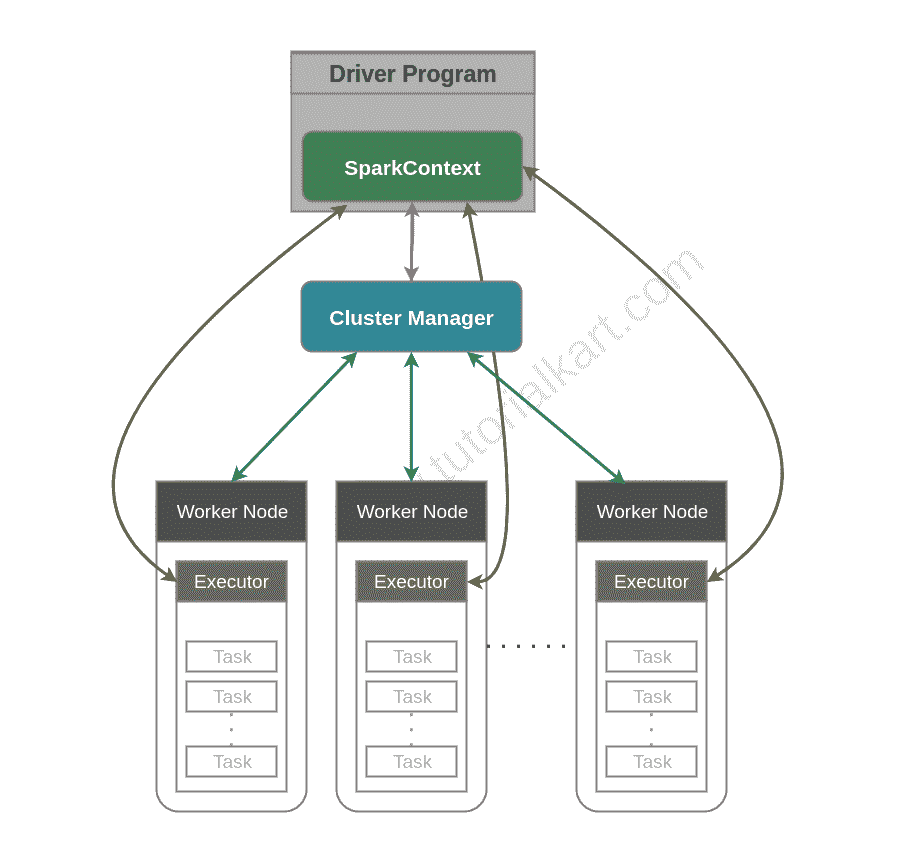 Driver Program
SparkContext
Cluster Manager
tutorialkart.com
Worker Node
Worker Node
Worker Node
Executor
Executor
Executor
Task
Task
Task
Task
Task
Task
Task
Task
Task